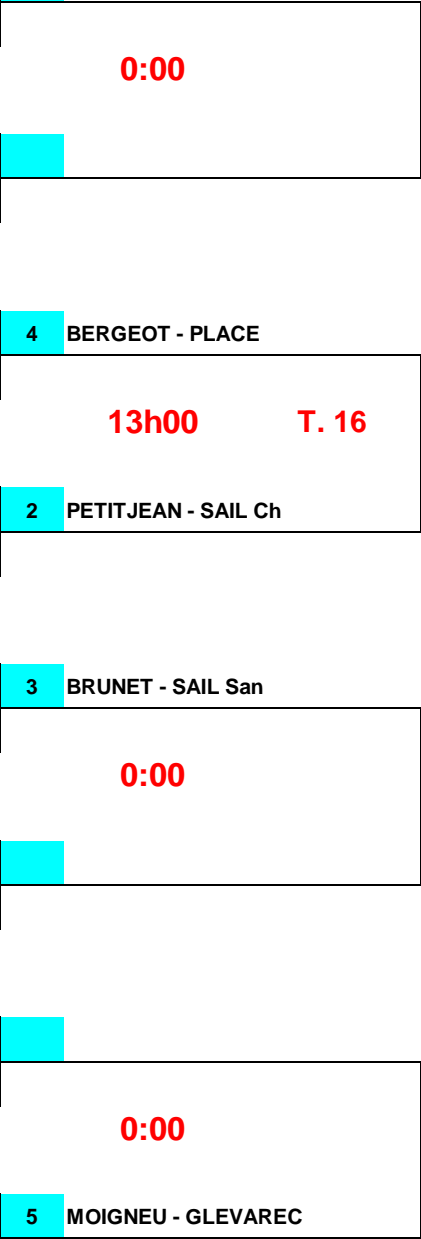 0:00
4 BERGEOT - PLACE
13h00 T. 16
2 PETITJEAN - SAIL Ch
3 BRUNET - SAIL San
0:00
0:00
5 MOIGNEU - GLEVAREC